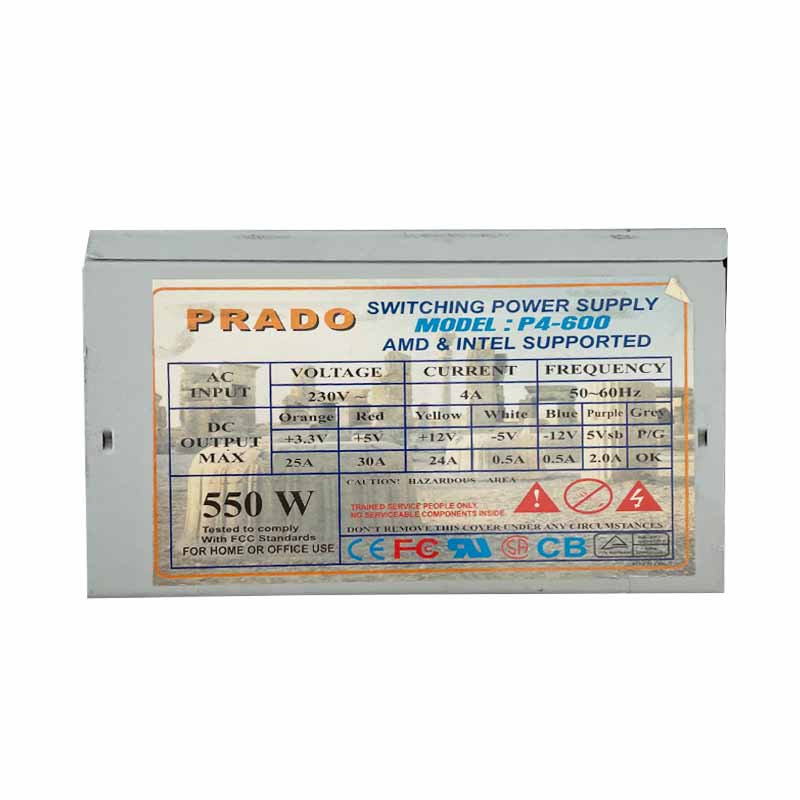 PRADO
SWITCHING POWER SUPPLY
MODEL : P4-600
AMD & INTEL SUPPORTED
AC INPUT VOLTAGE CURRENT FREQUENCY
230V ~ 4A 50~60Hz
DC OUTPUT MAX Orange Red Yellow White Blue Purple Grey
+3.3V +5V +12V -5V -12V 5Vsb P/G
25A 30A 24A 0.5A 0.5A 2.0A OK
550 W
Tested to comply
With FCC Standards
FOR HOME OR OFFICE USE
CAUTION! HAZARDOUS AREA
TRAINED SERVICE PEOPLE ONLY
NO SERVICEABLE COMPONENTS INSIDE.
DON'T REMOVE THIS COVER UNDER ANY CIRCUMSTANCES
CE FC RU SA CB